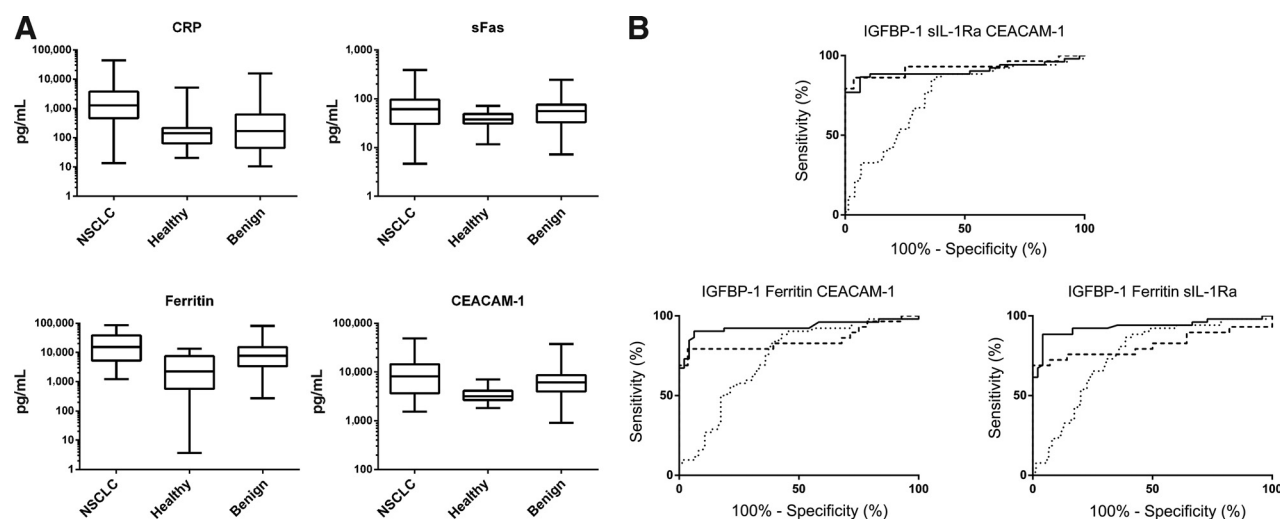 A
CRP
100,000
10,000
1,000
100
10
1
pg/mL
NSCLC
Healthy
Benign
sFas
1,000
100
10
1
pg/mL
NSCLC
Healthy
Benign
Ferritin
100,000
10,000
1,000
100
10
1
pg/mL
NSCLC
Healthy
Benign
CEACAM-1
100,000
10,000
1,000
100
pg/mL
NSCLC
Healthy
Benign
B
IGFBP-1 sIL-1Ra CEACAM-1
100
50
0
Sensitivity (%)
0 50 100
100% - Specificity (%)
IGFBP-1 Ferritin CEACAM-1
100
50
0
Sensitivity (%)
0 50 100
100% - Specificity (%)
IGFBP-1 Ferritin sIL-1Ra
100
50
0
Sensitivity (%)
0 50 100
100% - Specificity (%)